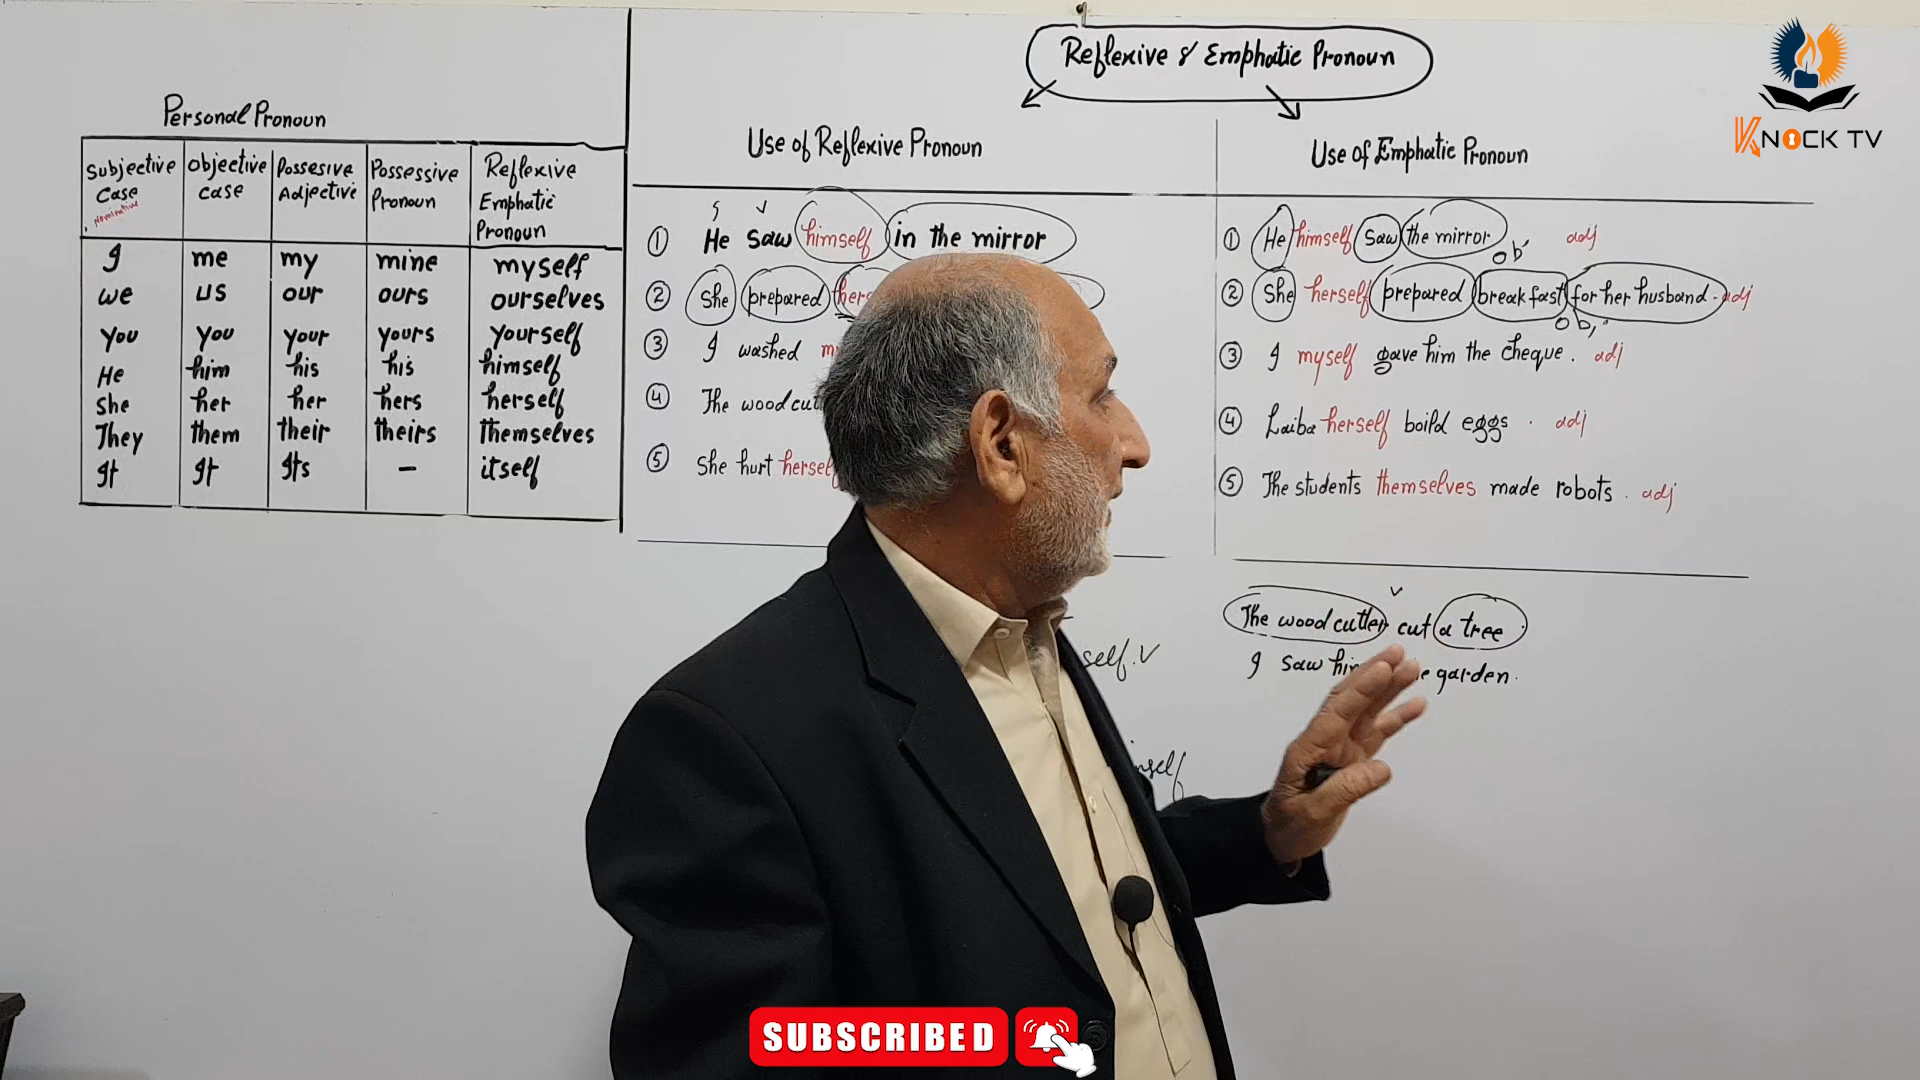 Reflexive & Emphatic Pronoun
KNOCK TV
Personal Pronoun
Subjective Case Nominative | Objective case | Possesive Adjective | Possessive Pronoun | Reflexive Emphatic Pronoun
I me my mine myself
we us our ours ourselves
You you your yours yourself
He him his his himself
She her her hers herself
They them their theirs themselves
It It Its – itself
Use of Reflexive Pronoun
S V
① He saw himself in the mirror
② She prepared
③ I washed
④ The wood
⑤ She hurt
self. V
Use of Emphatic Pronoun
① He himself saw the mirror adj
ob'
② She herself prepared breakfast for her husband. adj
ob,
③ I myself gave him the cheque. adj
④ Laiba herself boild eggs. adj
⑤ The students themselves made robots. adj
V
The wood cutter cut a tree.
I saw garden.
SUBSCRIBED